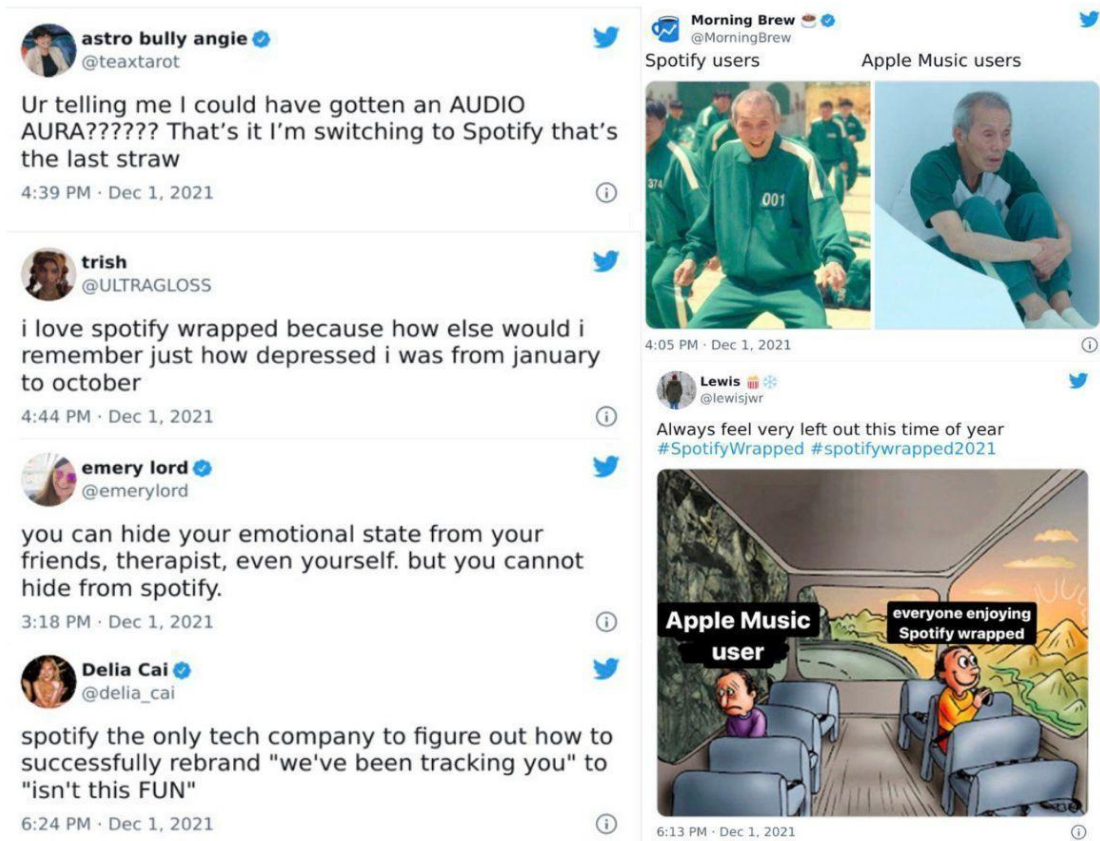 astro bully angie
@teaxtarot
Ur telling me I could have gotten an AUDIO
AURA?????? That’s it I’m switching to Spotify that’s
the last straw
4:39 PM · Dec 1, 2021
trish
@ULTRAGLOSS
i love spotify wrapped because how else would i
remember just how depressed i was from january
to october
4:44 PM · Dec 1, 2021
emery lord
@emerylord
you can hide your emotional state from your
friends, therapist, even yourself. but you cannot
hide from spotify.
3:18 PM · Dec 1, 2021
Delia Cai
@delia_cai
spotify the only tech company to figure out how to
successfully rebrand "we've been tracking you" to
"isn't this FUN"
6:24 PM · Dec 1, 2021
Morning Brew ☕
@MorningBrew
Spotify users Apple Music users
374
001
4:05 PM · Dec 1, 2021
Lewis 🍿❄️
@lewisjwr
Always feel very left out this time of year
#SpotifyWrapped #spotifywrapped2021
Apple Music
user
everyone enjoying
Spotify wrapped
6:13 PM · Dec 1, 2021